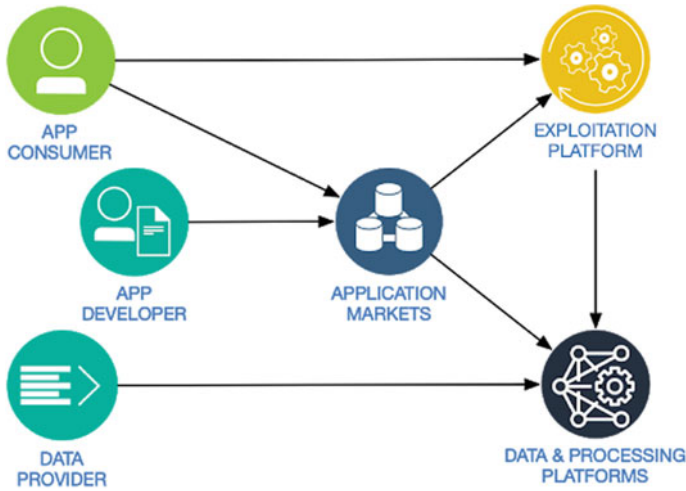 APP
CONSUMER
EXPLOITATION
PLATFORM
APP
DEVELOPER
APPLICATION
MARKETS
DATA
PROVIDER
DATA & PROCESSING
PLATFORMS